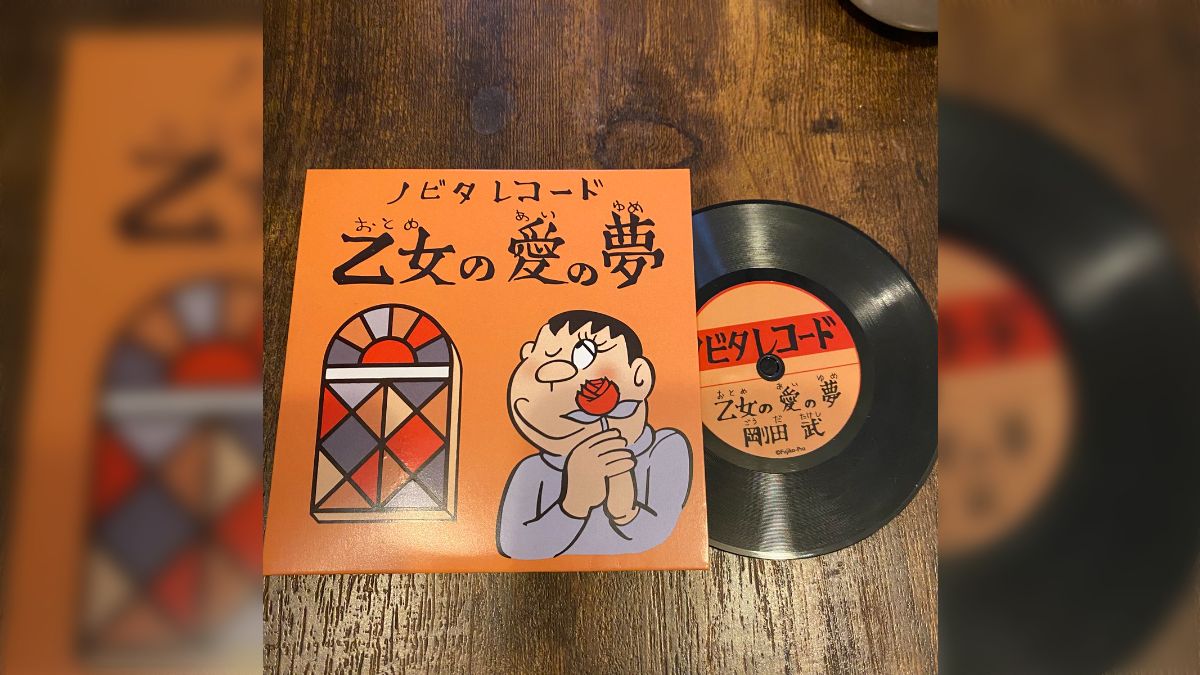 ノビタレコード
おとめ あい ゆめ
乙女の愛の夢
ノビタレコード
おとめ あい ゆめ
乙女の愛の夢
ごうだ たけし
剛田 武
©Fujiko-Pro